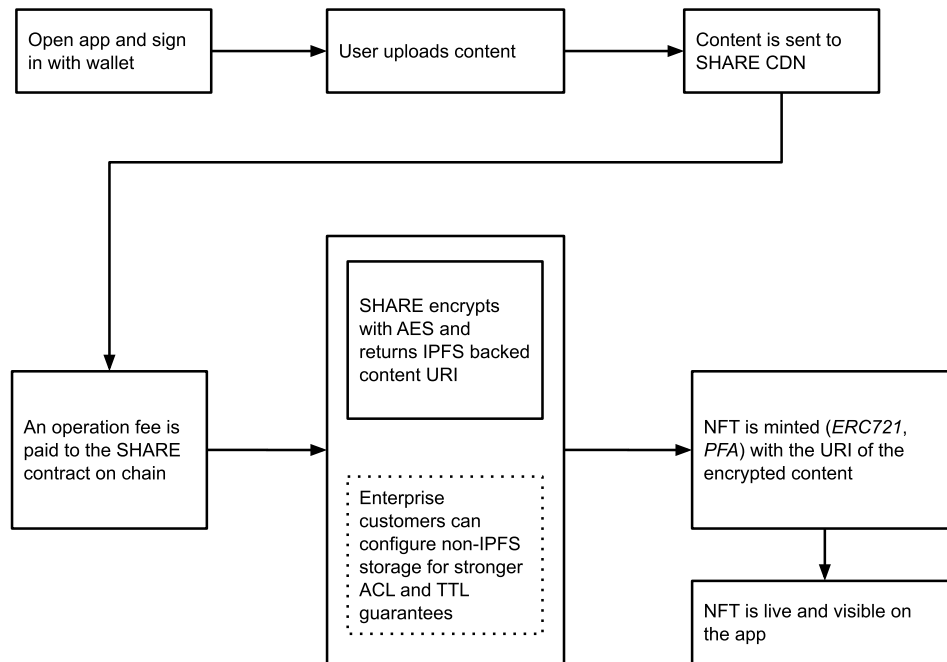 Open app and sign
in with wallet
User uploads content
Content is sent to
SHARE CDN
An operation fee is
paid to the SHARE
contract on chain
SHARE encrypts
with AES and
returns IPFS backed
content URI
Enterprise
customers can
configure non-IPFS
storage for stronger
ACL and TTL
guarantees
NFT is minted (ERC721,
PFA) with the URI of the
encrypted content
NFT is live and visible on
the app